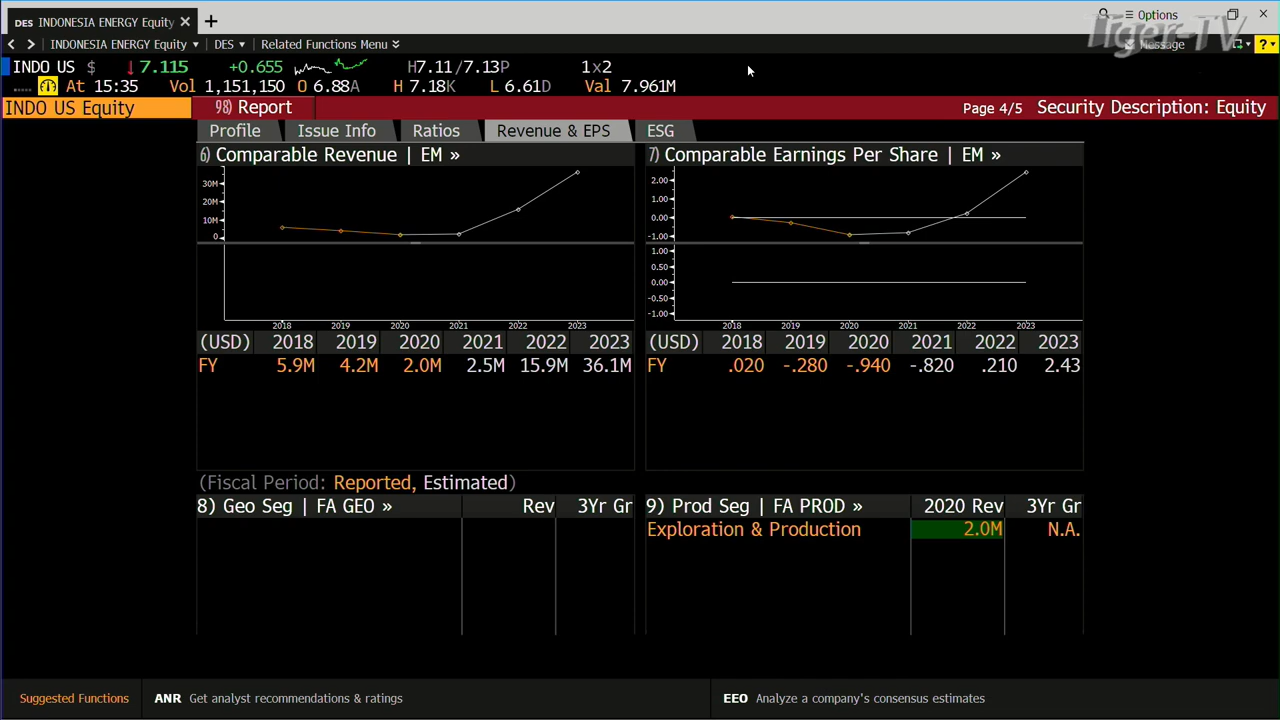 DES INDONESIA ENERGY Equity
Options
Tiger-TV
INDONESIA ENERGY Equity DES Related Functions Menu Message ?
INDO US $ ↓7.115 +0.655 H7.11/7.13P 1x2
At 15:35 Vol 1,151,150 O 6.88A H 7.18K L 6.61D Val 7.961M
INDO US Equity 98) Report Page 4/5 Security Description: Equity
Profile Issue Info Ratios Revenue & EPS ESG
6) Comparable Revenue | EM » 7) Comparable Earnings Per Share | EM »
30M
20M
10M
0
2.00
1.00
0.00
-1.00
1.00
0.50
0.00
-0.50
-1.00
2018 2019 2020 2021 2022 2023 2018 2019 2020 2021 2022 2023
(USD) 2018 2019 2020 2021 2022 2023 (USD) 2018 2019 2020 2021 2022 2023
FY 5.9M 4.2M 2.0M 2.5M 15.9M 36.1M FY .020 -.280 -.940 -.820 .210 2.43
(Fiscal Period: Reported, Estimated)
8) Geo Seg | FA GEO » Rev 3Yr Gr 9) Prod Seg | FA PROD » 2020 Rev 3Yr Gr
Exploration & Production 2.0M N.A.
Suggested Functions ANR Get analyst recommendations & ratings EEO Analyze a company's consensus estimates